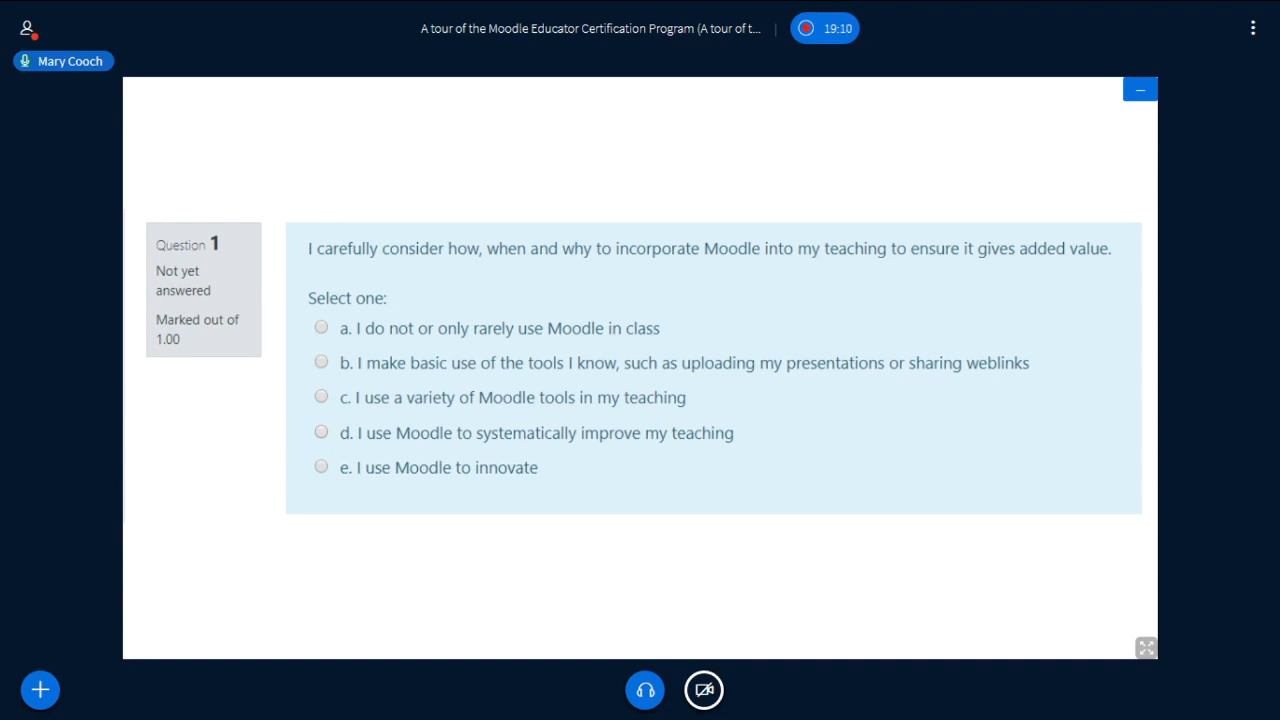 A tour of the Moodle Educator Certification Program (A tour of t...
19:10
Mary Cooch
Question 1
Not yet
answered
Marked out of
1.00
I carefully consider how, when and why to incorporate Moodle into my teaching to ensure it gives added value.
Select one:
a. I do not or only rarely use Moodle in class
b. I make basic use of the tools I know, such as uploading my presentations or sharing weblinks
c. I use a variety of Moodle tools in my teaching
d. I use Moodle to systematically improve my teaching
e. I use Moodle to innovate